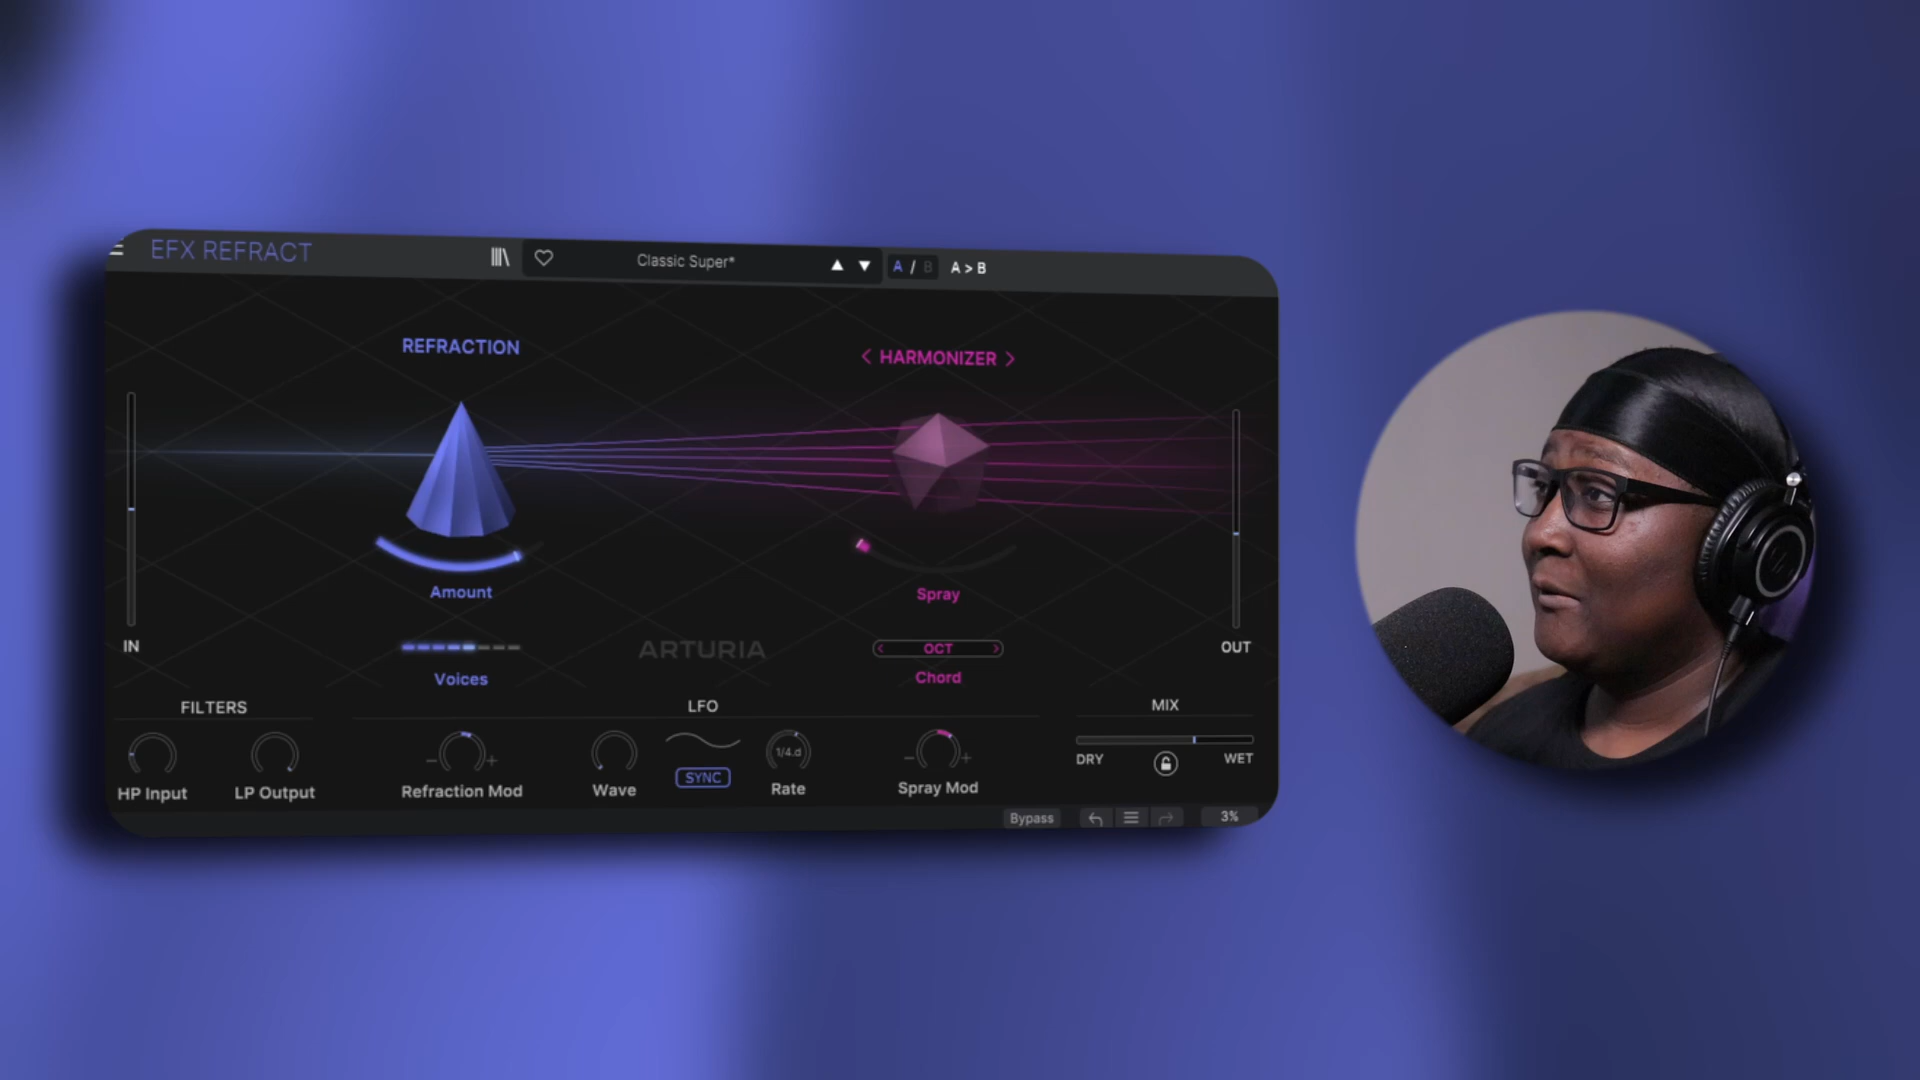 EFX REFRACT
Classic Super*
A / B
A > B
REFRACTION
< HARMONIZER >
Amount
Spray
IN
OUT
ARTURIA
< OCT >
Voices
Chord
FILTERS
LFO
MIX
1/4.d
SYNC
DRY
WET
HP Input
LP Output
Refraction Mod
Wave
Rate
Spray Mod
Bypass
3%